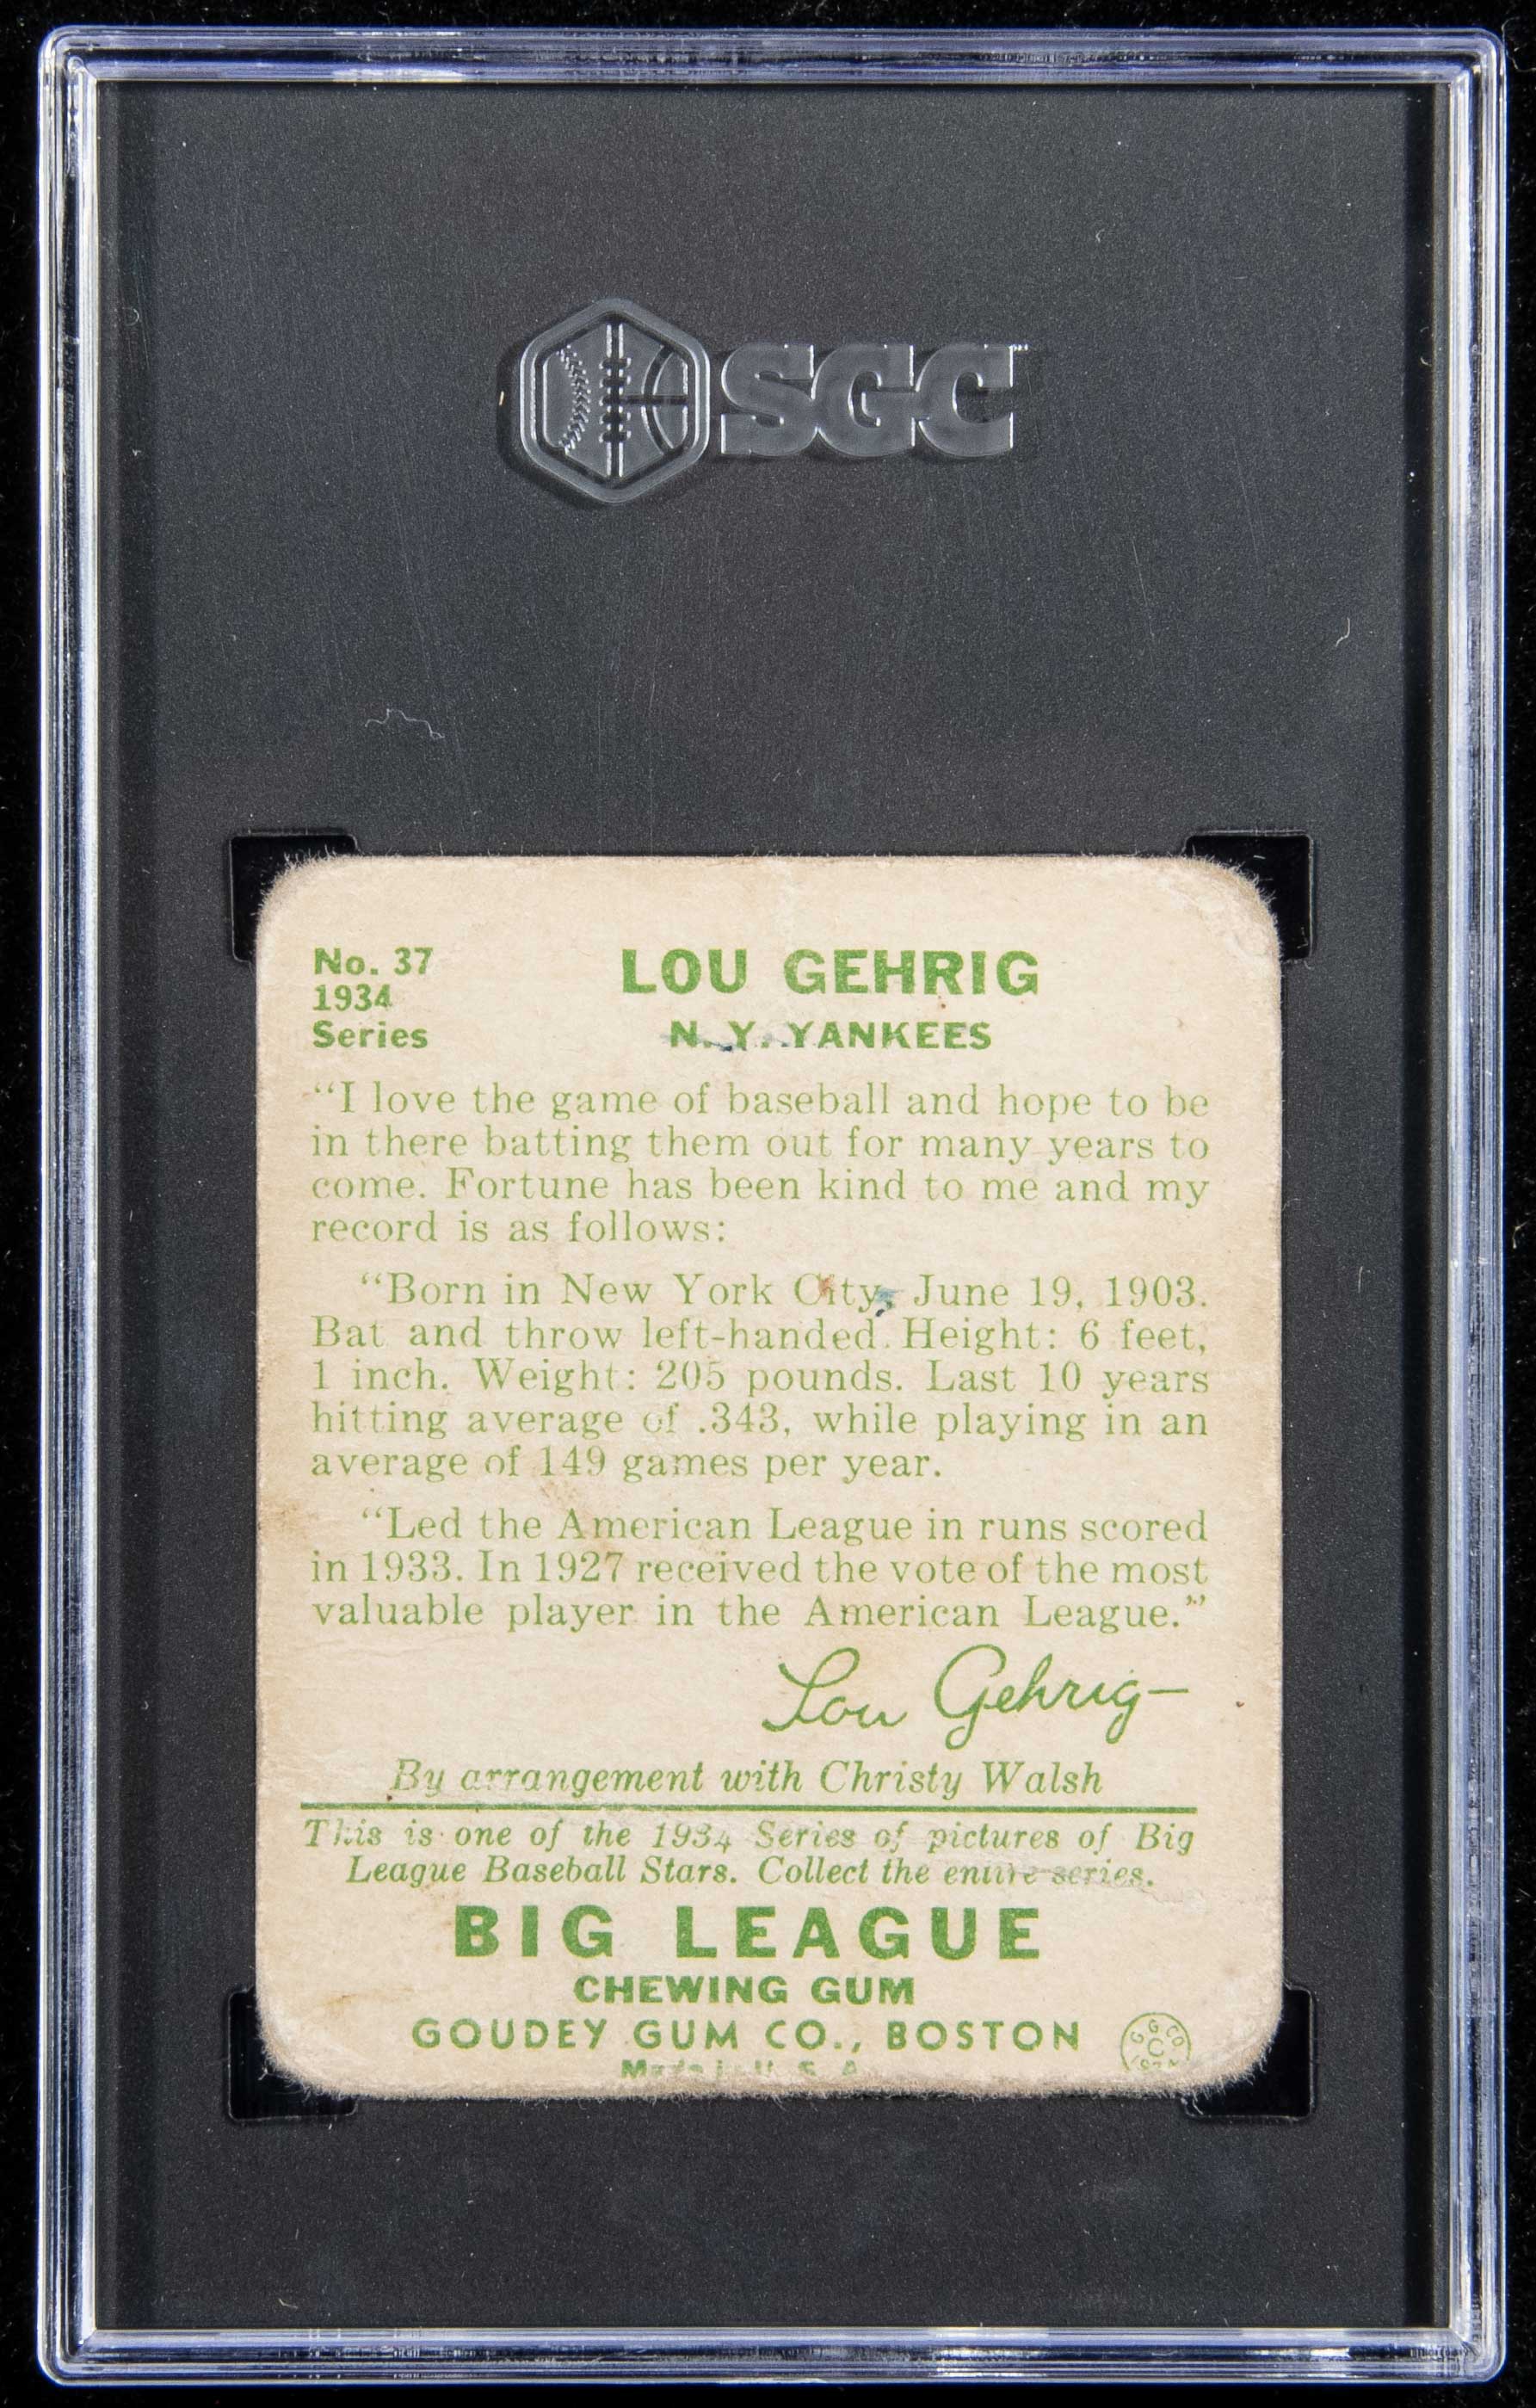 SGC
No. 37
1934
Series
LOU GEHRIG
N. Y. YANKEES
"I love the game of baseball and hope to be
in there batting them out for many years to
come. Fortune has been kind to me and my
record is as follows:
"Born in New York City, June 19, 1903.
Bat and throw left-handed. Height: 6 feet,
1 inch. Weight: 205 pounds. Last 10 years
hitting average of .343, while playing in an
average of 149 games per year.
"Led the American League in runs scored
in 1933. In 1927 received the vote of the most
valuable player in the American League."
Lou Gehrig
By arrangement with Christy Walsh
This is one of the 1934 Series of pictures of Big
League Baseball Stars. Collect the entire series.
BIG LEAGUE
CHEWING GUM
GOUDEY GUM CO., BOSTON
Made in U. S. A.